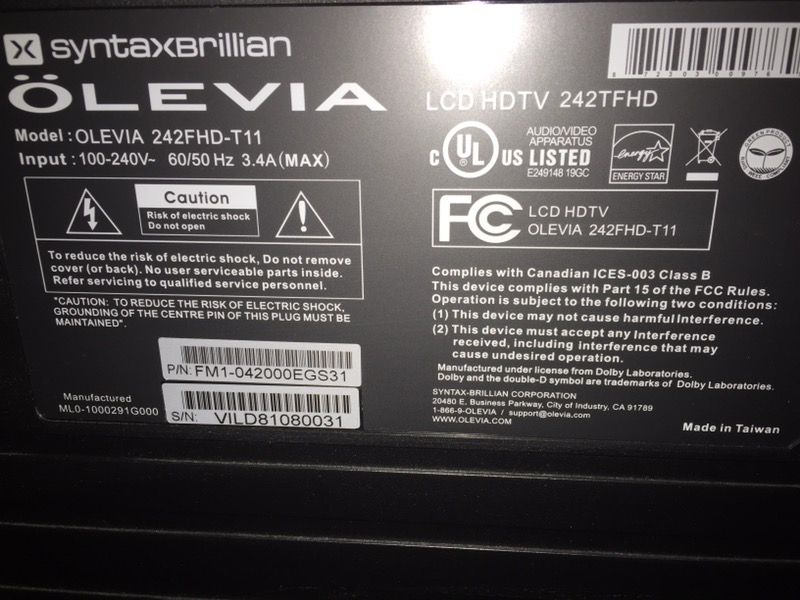 syntaxBrillian
ÖLEVIA
LCD HDTV 242TFHD
Model : OLEVIA 242FHD-T11
Input : 100-240V~ 60/50 Hz 3.4A(MAX)
C UL US LISTED
AUDIO/VIDEO
APPARATUS
E249148 19GC
energy
ENERGY STAR
GREEN PRODUCT
Caution
Risk of electric shock
Do not open
To reduce the risk of electric shock, Do not remove
cover (or back). No user serviceable parts inside.
Refer servicing to qualified service personnel.
"CAUTION: TO REDUCE THE RISK OF ELECTRIC SHOCK,
GROUNDING OF THE CENTRE PIN OF THIS PLUG MUST BE
MAINTAINED".
FC LCD HDTV
OLEVIA 242FHD-T11
Complies with Canadian ICES-003 Class B
This device complies with Part 15 of the FCC Rules.
Operation is subject to the following two conditions:
(1) This device may not cause harmful Interference.
(2) This device must accept any Interference
received, including interference that may
cause undesired operation.
Manufactured under license from Dolby Laboratories.
Dolby and the double-D symbol are trademarks of Dolby Laboratories.
P/N: FM1-042000EGS31
Manufactured
ML0-1000291G000
S/N: VILD81080031
SYNTAX-BRILLIAN CORPORATION
20480 E. Business Parkway, City of Industry, CA 91789
1-866-9-OLEVIA / support@olevia.com
WWW.OLEVIA.COM
Made in Taiwan